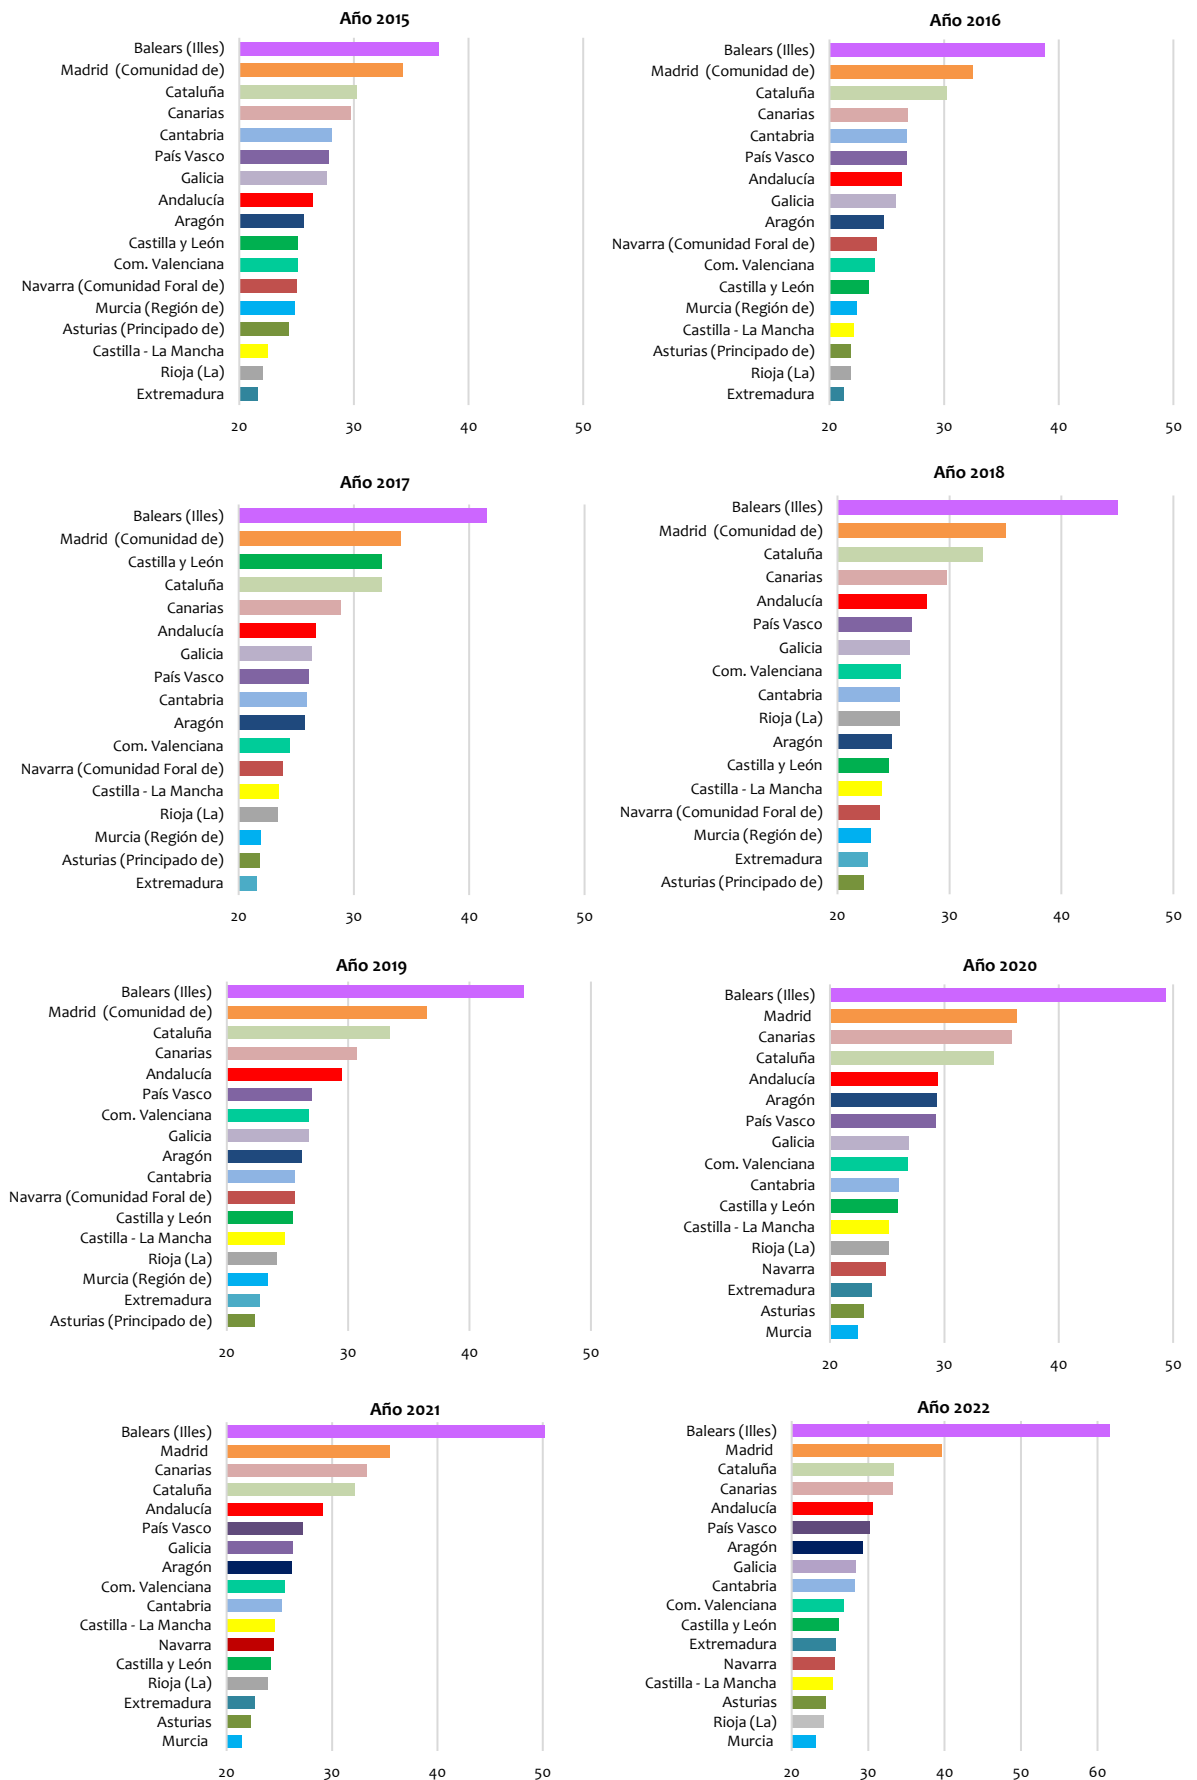 Año 2015
Balears (Illes)
Madrid (Comunidad de)
Cataluña
Canarias
Cantabria
País Vasco
Galicia
Andalucía
Aragón
Castilla y León
Com. Valenciana
Navarra (Comunidad Foral de)
Murcia (Región de)
Asturias (Principado de)
Castilla - La Mancha
Rioja (La)
Extremadura
20 30 40 50
Año 2016
Balears (Illes)
Madrid (Comunidad de)
Cataluña
Canarias
Cantabria
País Vasco
Andalucía
Galicia
Aragón
Navarra (Comunidad Foral de)
Com. Valenciana
Castilla y León
Murcia (Región de)
Castilla - La Mancha
Asturias (Principado de)
Rioja (La)
Extremadura
20 30 40 50
Año 2017
Balears (Illes)
Madrid (Comunidad de)
Castilla y León
Cataluña
Canarias
Andalucía
Galicia
País Vasco
Cantabria
Aragón
Com. Valenciana
Navarra (Comunidad Foral de)
Castilla - La Mancha
Rioja (La)
Murcia (Región de)
Asturias (Principado de)
Extremadura
20 30 40 50
Año 2018
Balears (Illes)
Madrid (Comunidad de)
Cataluña
Canarias
Andalucía
País Vasco
Galicia
Com. Valenciana
Cantabria
Rioja (La)
Aragón
Castilla y León
Castilla - La Mancha
Navarra (Comunidad Foral de)
Murcia (Región de)
Extremadura
Asturias (Principado de)
20 30 40 50
Año 2019
Balears (Illes)
Madrid (Comunidad de)
Cataluña
Canarias
Andalucía
País Vasco
Com. Valenciana
Galicia
Aragón
Cantabria
Navarra (Comunidad Foral de)
Castilla y León
Castilla - La Mancha
Rioja (La)
Murcia (Región de)
Extremadura
Asturias (Principado de)
20 30 40 50
Año 2020
Balears (Illes)
Madrid
Canarias
Cataluña
Andalucía
Aragón
País Vasco
Galicia
Com. Valenciana
Cantabria
Castilla y León
Castilla - La Mancha
Rioja (La)
Navarra
Extremadura
Asturias
Murcia
20 30 40 50
Año 2021
Balears (Illes)
Madrid
Canarias
Cataluña
Andalucía
País Vasco
Galicia
Aragón
Com. Valenciana
Cantabria
Castilla - La Mancha
Navarra
Castilla y León
Rioja (La)
Extremadura
Asturias
Murcia
20 30 40 50
Año 2022
Balears (Illes)
Madrid
Cataluña
Canarias
Andalucía
País Vasco
Aragón
Galicia
Cantabria
Com. Valenciana
Castilla y León
Extremadura
Navarra
Castilla - La Mancha
Asturias
Rioja (La)
Murcia
20 30 40 50 60